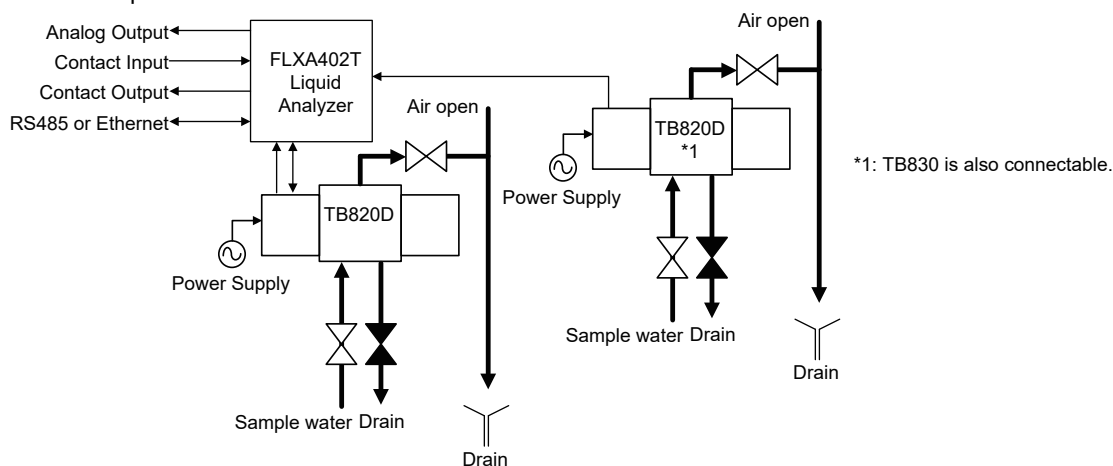 Analog Output
Contact Input
Contact Output
RS485 or Ethernet
FLXA402T
Liquid
Analyzer
Air open
TB820D
Power Supply
Sample water Drain
Drain
Air open
TB820D
*1
Power Supply
Sample water Drain
Drain
*1: TB830 is also connectable.